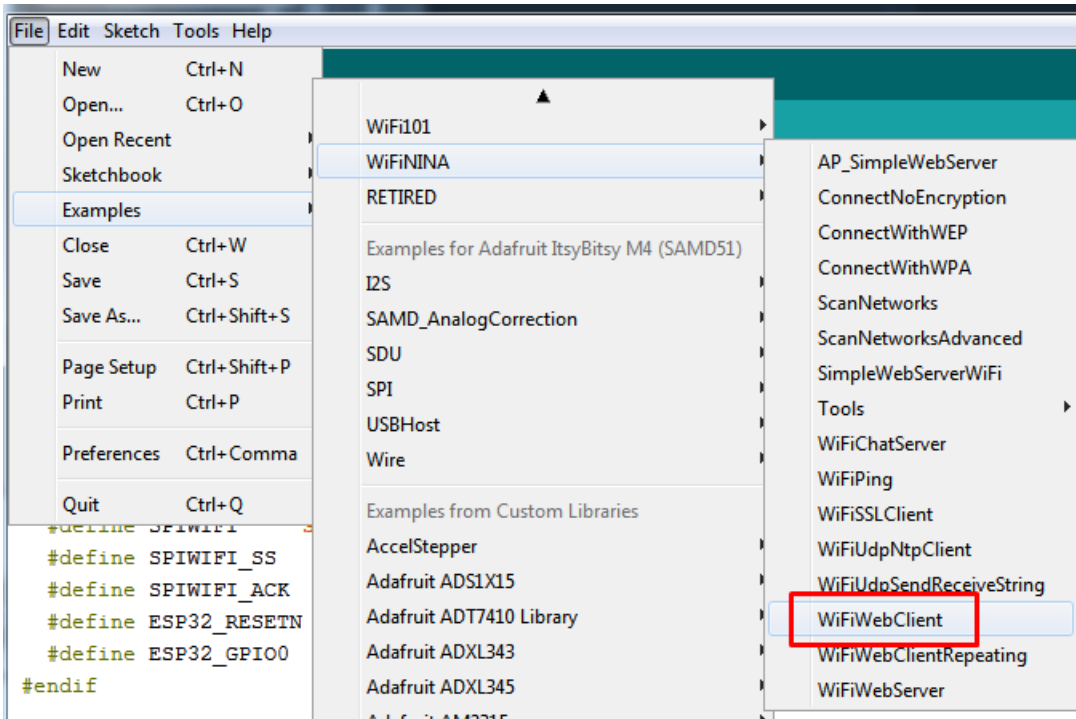 File Edit Sketch Tools Help
New Ctrl+N
Open... Ctrl+O
Open Recent
Sketchbook
Examples
Close Ctrl+W
Save Ctrl+S
Save As... Ctrl+Shift+S
Page Setup Ctrl+Shift+P
Print Ctrl+P
Preferences Ctrl+Comma
Quit Ctrl+Q
WiFi101
WiFiNINA
RETIRED
Examples for Adafruit ItsyBitsy M4 (SAMD51)
I2S
SAMD_AnalogCorrection
SDU
SPI
USBHost
Wire
Examples from Custom Libraries
AccelStepper
Adafruit ADS1X15
Adafruit ADT7410 Library
Adafruit ADXL343
Adafruit ADXL345
AP_SimpleWebServer
ConnectNoEncryption
ConnectWithWEP
ConnectWithWPA
ScanNetworks
ScanNetworksAdvanced
SimpleWebServerWiFi
Tools
WiFiChatServer
WiFiPing
WiFiSSLClient
WiFiUdpNtpClient
WiFiUdpSendReceiveString
WiFiWebClient
WiFiWebClientRepeating
WiFiWebServer
#define SPIWIFI
#define SPIWIFI_SS
#define SPIWIFI_ACK
#define ESP32_RESETN
#define ESP32_GPIO0
#endif